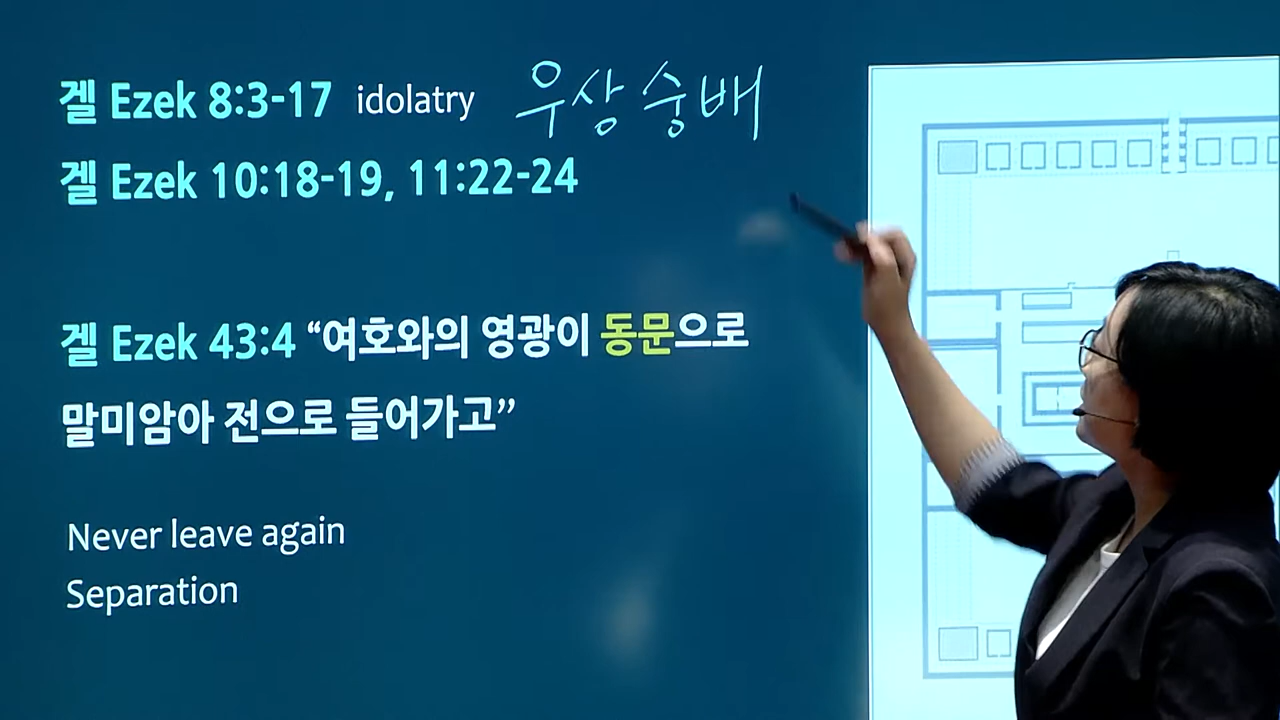 겔 Ezek 8:3-17 idolatry 우상 숭배
겔 Ezek 10:18-19, 11:22-24
겔 Ezek 43:4 “여호와의 영광이 동문으로
말미암아 전으로 들어가고”
Never leave again
Separation